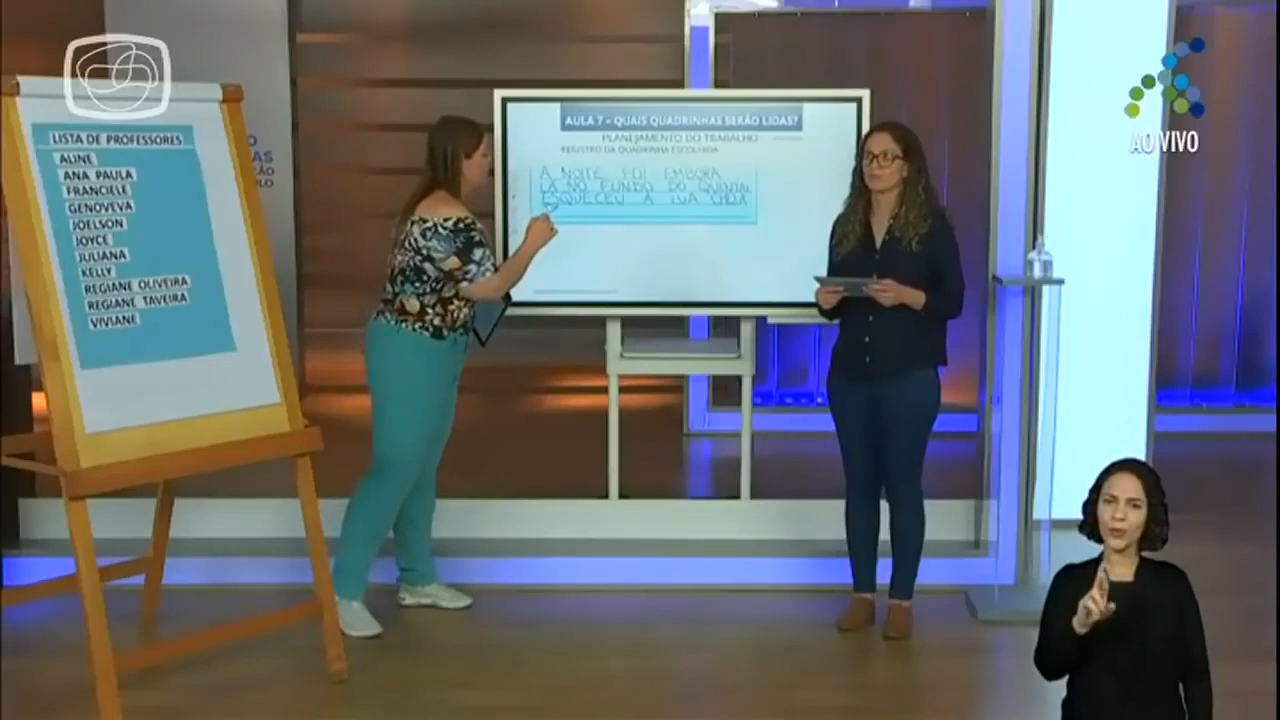 LISTA DE PROFESSORES
ALINE
ANA PAULA
FRANCIELE
GENOVEVA
JOELSON
JOYCE
JULIANA
KELLY
REGIANE OLIVEIRA
REGIANE TAVEIRA
VIVIANE
AULA 7 – QUAIS QUADRINHAS SERÃO LIDAS?
PLANEJAMENTO DO TRABALHO
REGISTRO DA QUADRINHA ESCOLHIDA
A NOITE FOI EMBORA
LÁ NO FUNDO DO QUINTAL
ESQUECEU A LUA CHEIA
AO VIVO